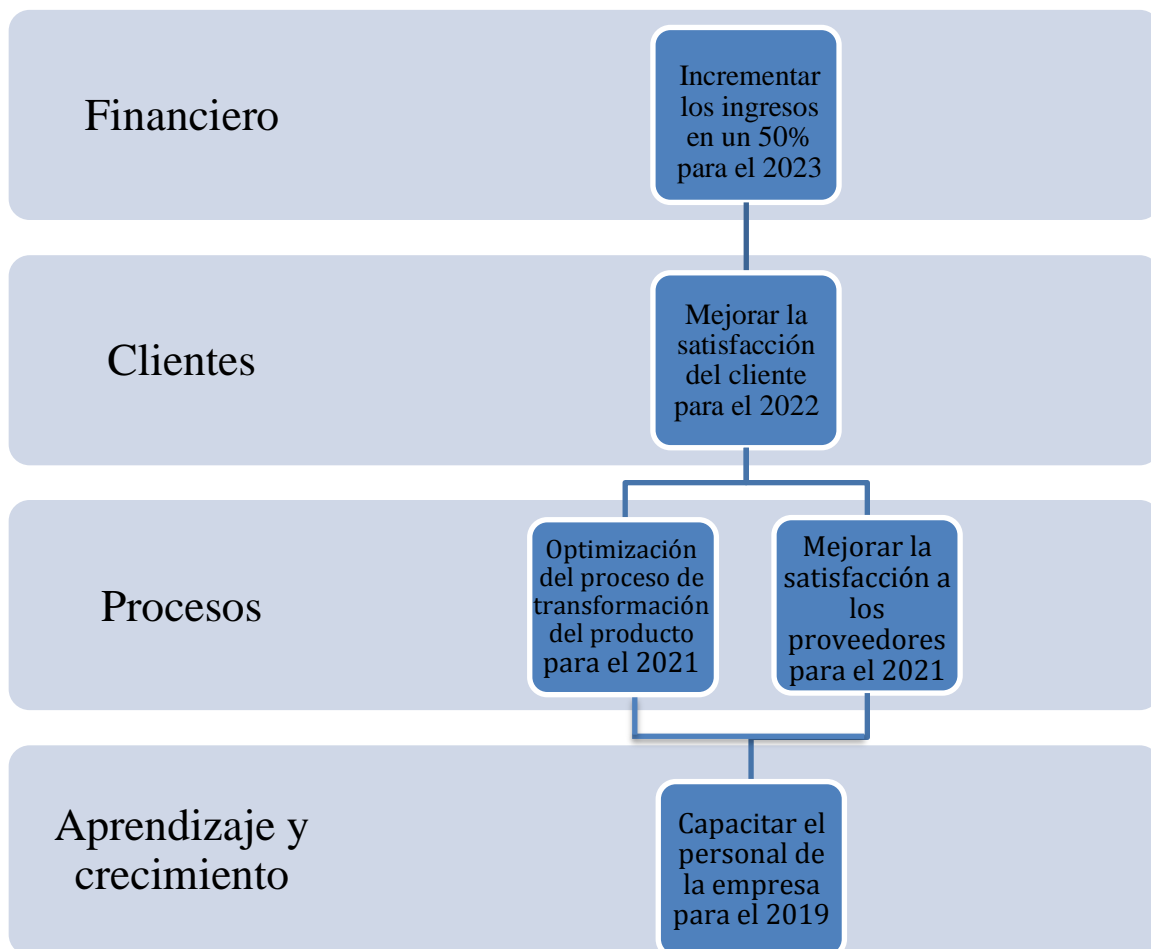 Financiero
Incrementar
los ingresos
en un 50%
para el 2023
Clientes
Mejorar la
satisfacción
del cliente
para el 2022
Procesos
Optimización
del proceso de
transformación
del producto
para el 2021
Mejorar la
satisfacción a
los
proveedores
para el 2021
Aprendizaje y
crecimiento
Capacitar el
personal de
la empresa
para el 2019